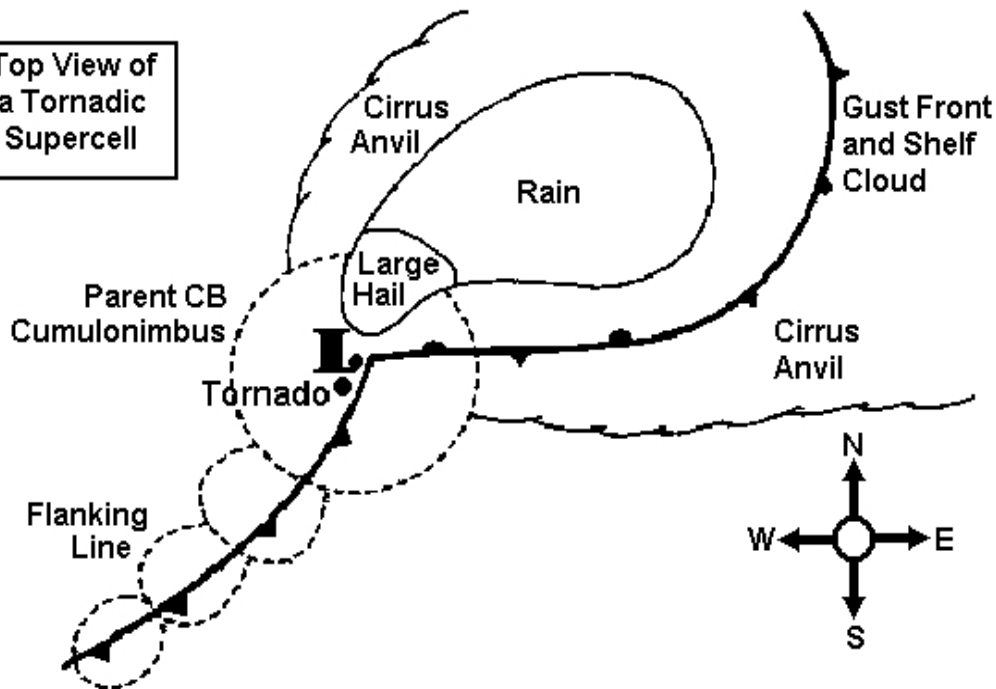 Top View of
a Tornadic
Supercell
Cirrus
Anvil
Gust Front
and Shelf
Cloud
Rain
Large
Hail
Parent CB
Cumulonimbus
L
Tornado
Cirrus
Anvil
Flanking
Line
N
W
E
S